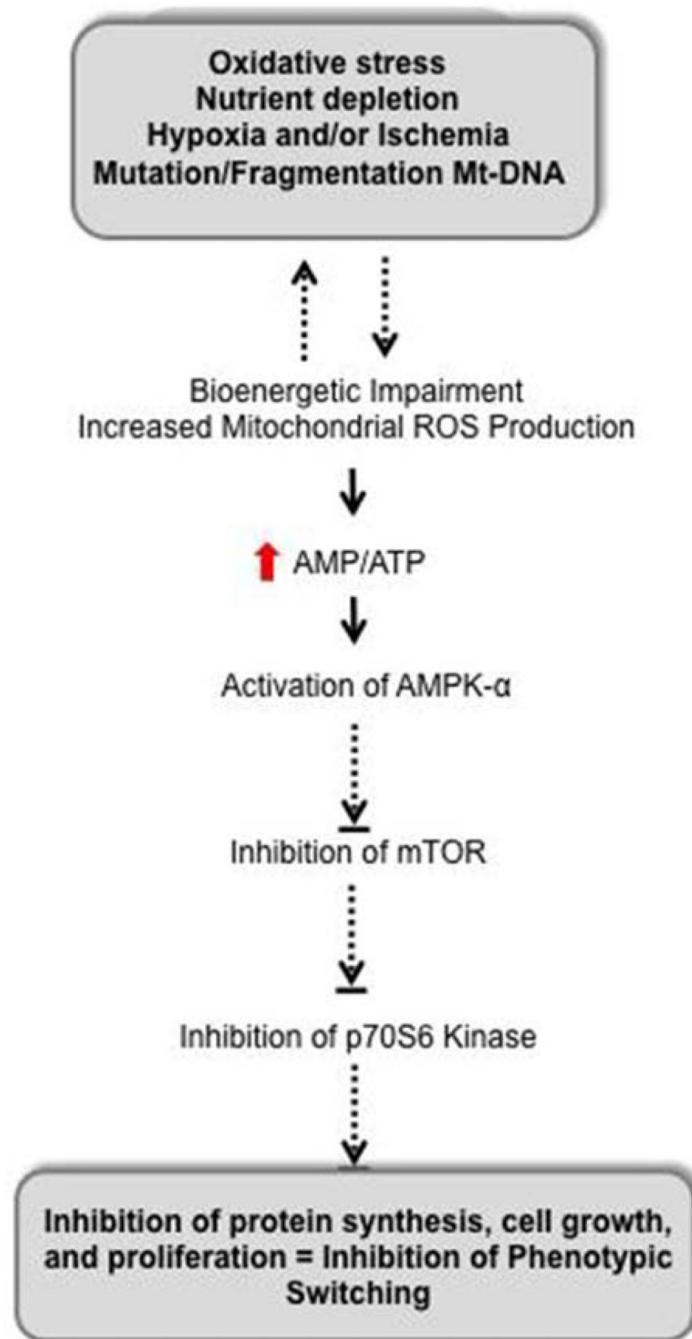 Oxidative stress
Nutrient depletion
Hypoxia and/or Ischemia
Mutation/Fragmentation Mt-DNA
Bioenergetic Impairment
Increased Mitochondrial ROS Production
AMP/ATP
Activation of AMPK-α
Inhibition of mTOR
Inhibition of p70S6 Kinase
Inhibition of protein synthesis, cell growth,
and proliferation = Inhibition of Phenotypic
Switching